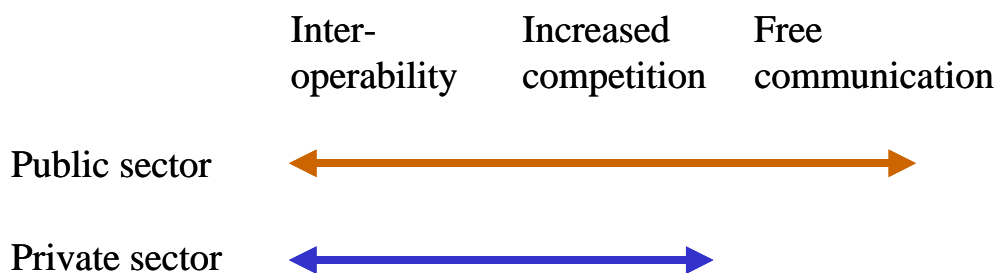 Inter-
operability
Increased
competition
Free
communication
Public sector
Private sector